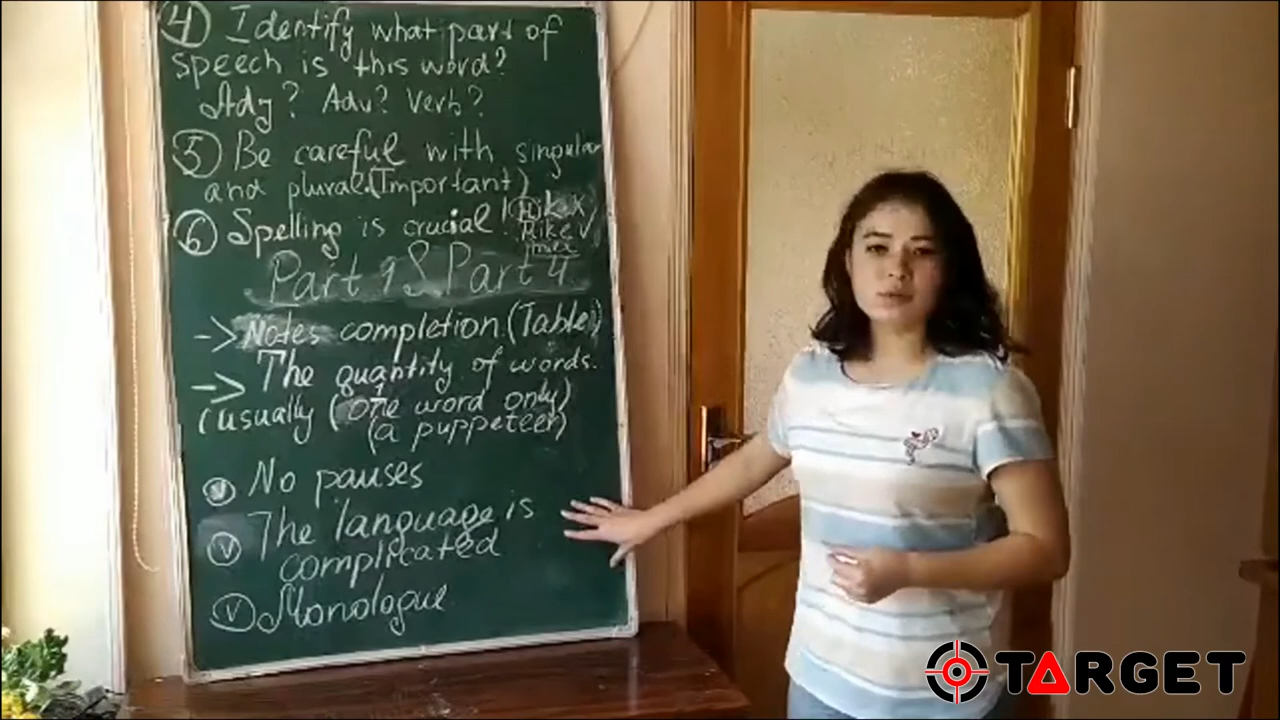 4 Identify what part of
speech is this word?
Adj? Adv? Verb?
5 Be careful with singular
and plural.(Important)
6 Spelling is crucial!
Part 1 & Part 4
-> Notes completion.(Table)
-> The quantity of words.
(usually (one word only)
(a puppeteer)
v No pauses
v The language is
complicated
v Monologue
TARGET